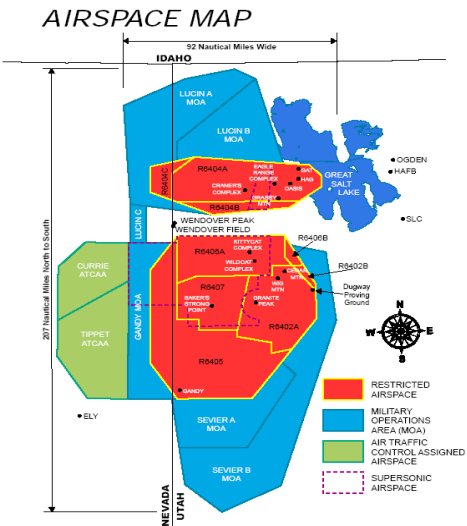 AIRSPACE MAP
92 Nautical Miles Wide
IDAHO
LUCIN A
MOA
LUCIN B
MOA
R6404C
R6404A
EAGLE
RANGE
COMPLEX
CRANER'S
COMPLEX
GAT
HAG
OASIS
GRASSY
MTN
R6404B
GREAT
SALT
LAKE
OGDEN
HAFB
SLC
LUCIN C
WENDOVER PEAK
WENDOVER FIELD
R6406B
R6402B
KITTYCAT
COMPLEX
R6406A
WILDCAT
COMPLEX
CEDAR
MTN
WIG
MTN
Dugway
Proving
Ground
R6407
BAKER'S
STRONG
POINT
GRANITE
PEAK
R6402A
R6405
GANDY
CURRIE
ATCAA
TIPPET
ATCAA
GANDY MOA
207 Nautical Miles North to South
ELY
SEVIER A
MOA
SEVIER B
MOA
NEVADA
UTAH
N
W
E
S
RESTRICTED
AIRSPACE
MILITARY
OPERATIONS
AREA (MOA)
AIR TRAFFIC
CONTROL ASSIGNED
AIRSPACE
SUPERSONIC
AIRSPACE